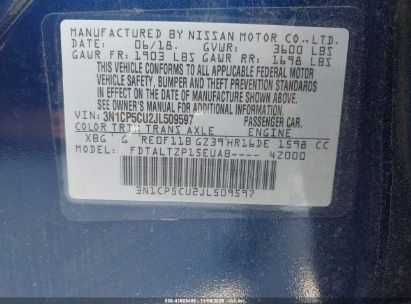 MANUFACTURED BY NISSAN MOTOR CO.,LTD.
DATE: 06/18. GVWR: 3600 LBS
GAWR FR: 1903 LBS GAWR RR: 1698 LBS
THIS VEHICLE CONFORMS TO ALL APPLICABLE FEDERAL MOTOR
VEHICLE SAFETY, BUMPER, AND THEFT PREVENTION STANDARDS
IN EFFECT ON THE DATE OF MANUFACTURE SHOWN ABOVE.
SEE OWNER'S MANUAL FOR ADDITIONAL INFORMATION
VIN: 3N1CP5CU2JL509597
COLOR TRIM TRANS AXLE ENGINE
XBG G RE0F11B GZ39 HR16DE 1598 CC
MODEL: FDTALTZP15EUAB---- 4Z000
3N1CP5CU2JL509597